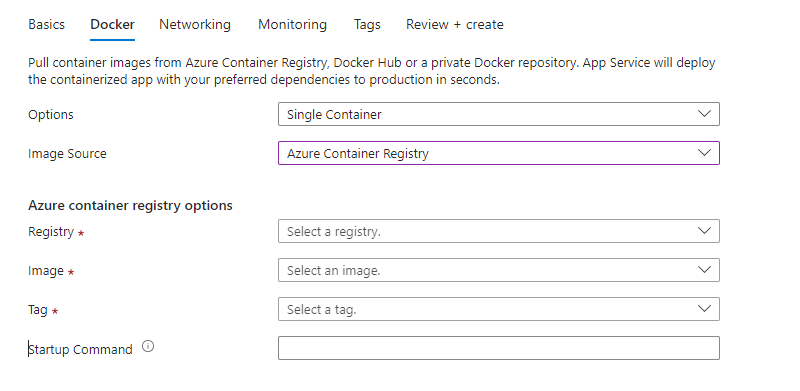 Basics Docker Networking Monitoring Tags Review + create
Pull container images from Azure Container Registry, Docker Hub or a private Docker repository. App Service will deploy
the containerized app with your preferred dependencies to production in seconds.
Options Single Container
Image Source Azure Container Registry
Azure container registry options
Registry * Select a registry.
Image * Select an image.
Tag * Select a tag.
Startup Command